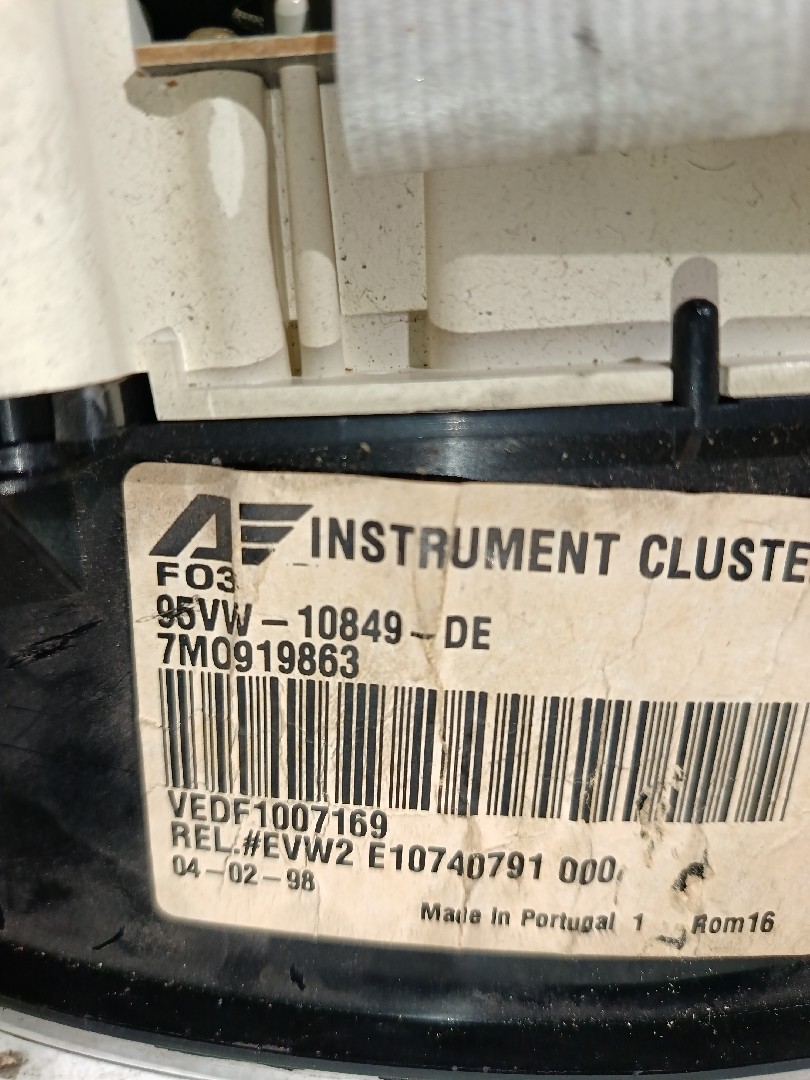 AF INSTRUMENT CLUSTE
F03
95VW-10849-DE
7M0919863
VEDF1007169
REL.#EVW2 E10740791 000
04-02-98
Made In Portugal 1 Rom16